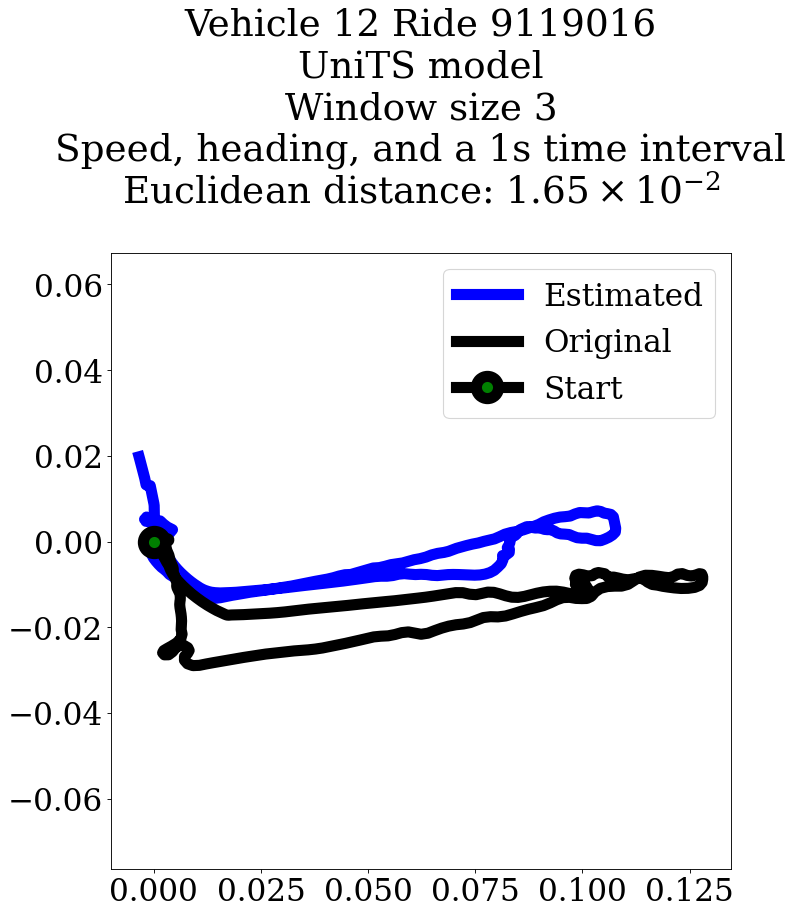 Vehicle 12 Ride 9119016
UniTS model
Window size 3
Speed, heading, and a 1s time interval
Euclidean distance: 1.65 × 10⁻²
Estimated
Original
Start
0.06
0.04
0.02
0.00
−0.02
−0.04
−0.06
0.000 0.025 0.050 0.075 0.100 0.125